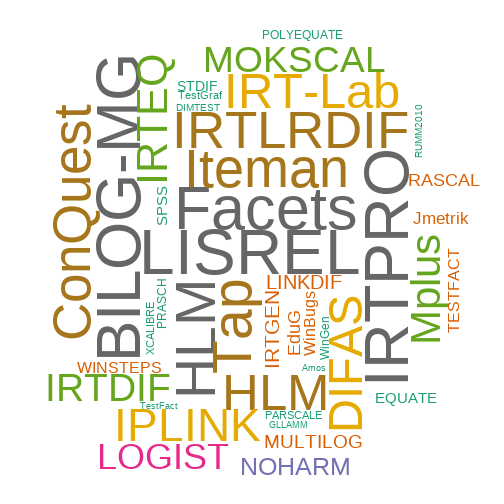 POLYEQUATE
MOKSCAL
STDIF
TestGraf
DIMTEST
IRT-Lab
IRTEQ
BILOG-MG
ConQuest
IRTLRDIF
RUMM2010
Iteman
RASCAL
SPSS
Facets
Jmetrik
LISREL
IRTPRO
Mplus
TESTFACT
LINKDIF
HLM
Tap
IRTGEN
EduG
WinBugs
WinGen
DIFAS
XCALIBRE
PRASCH
WINSTEPS
Amos
IRTDIF
HLM
EQUATE
TestFact
IPLINK
PARSCALE
GLLAMM
MULTILOG
LOGIST
NOHARM